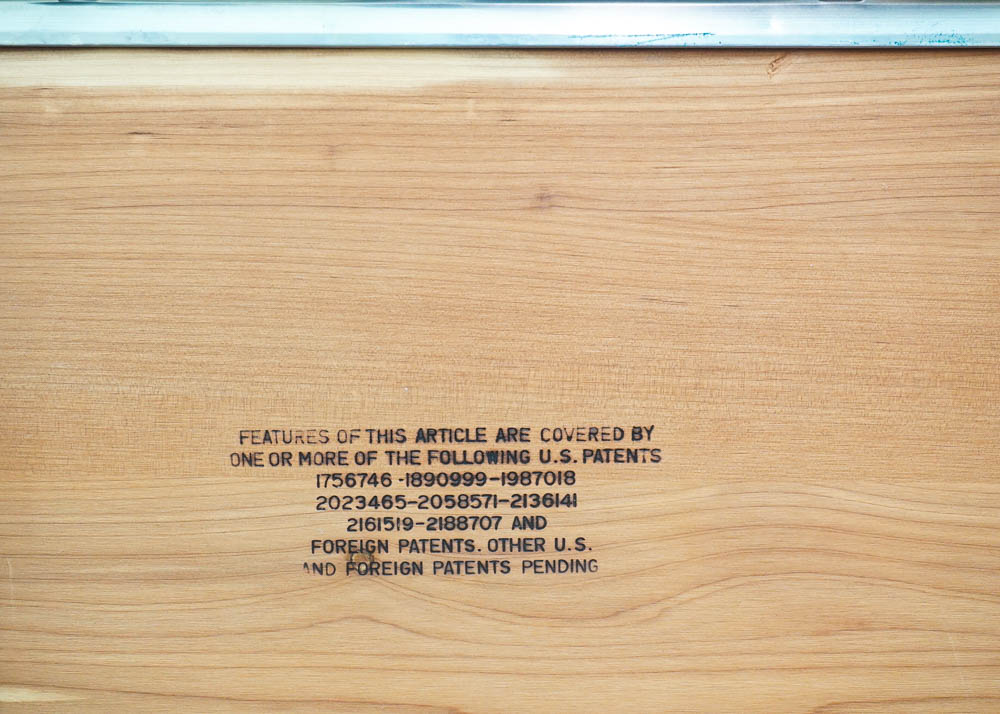 FEATURES OF THIS ARTICLE ARE COVERED BY
ONE OR MORE OF THE FOLLOWING U.S. PATENTS
1756746-1890999-1987018
2023465-2058571-2136141
2161519-2188707 AND
FOREIGN PATENTS. OTHER U.S.
AND FOREIGN PATENTS PENDING